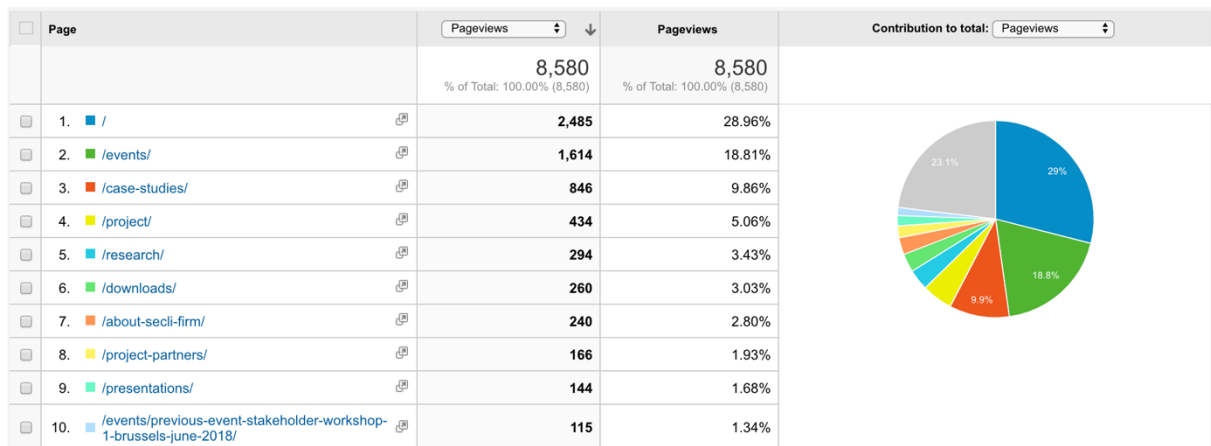 Page Pageviews Pageviews Contribution to total: Pageviews
8,580 8,580
% of Total: 100.00% (8,580) % of Total: 100.00% (8,580)
1. / 2,485 28.96%
2. /events/ 1,614 18.81%
3. /case-studies/ 846 9.86%
4. /project/ 434 5.06%
5. /research/ 294 3.43%
6. /downloads/ 260 3.03%
7. /about-secli-firm/ 240 2.80%
8. /project-partners/ 166 1.93%
9. /presentations/ 144 1.68%
10. /events/previous-event-stakeholder-workshop-
1-brussels-june-2018/ 115 1.34%
23.1%
29%
18.8%
9.9%